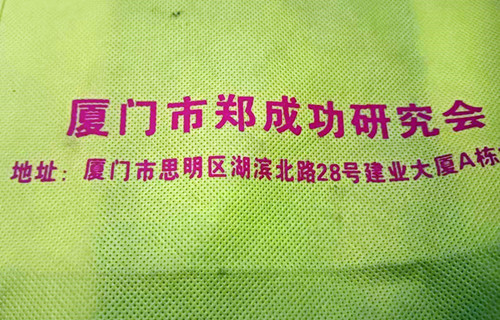 厦门市郑成功研究会
地址：厦门市思明区湖滨北路28号建业大厦A栋